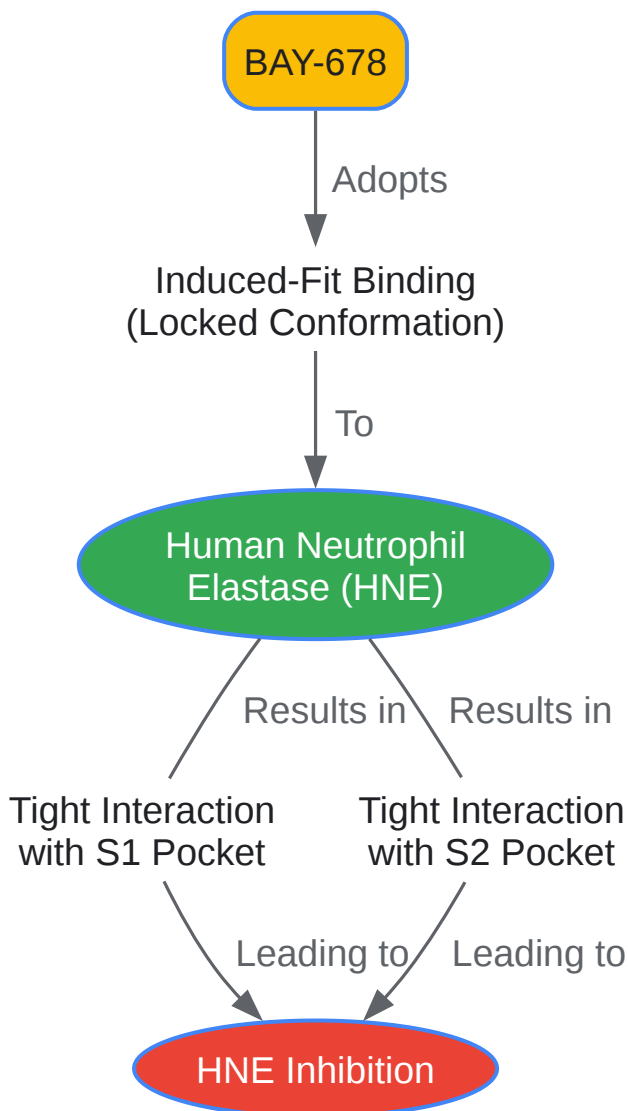 BAY-678
Adopts
Induced-Fit Binding
(Locked Conformation)
To
Human Neutrophil
Elastase (HNE)
Results in
Results in
Tight Interaction
with S1 Pocket
Tight Interaction
with S2 Pocket
Leading to
Leading to
HNE Inhibition